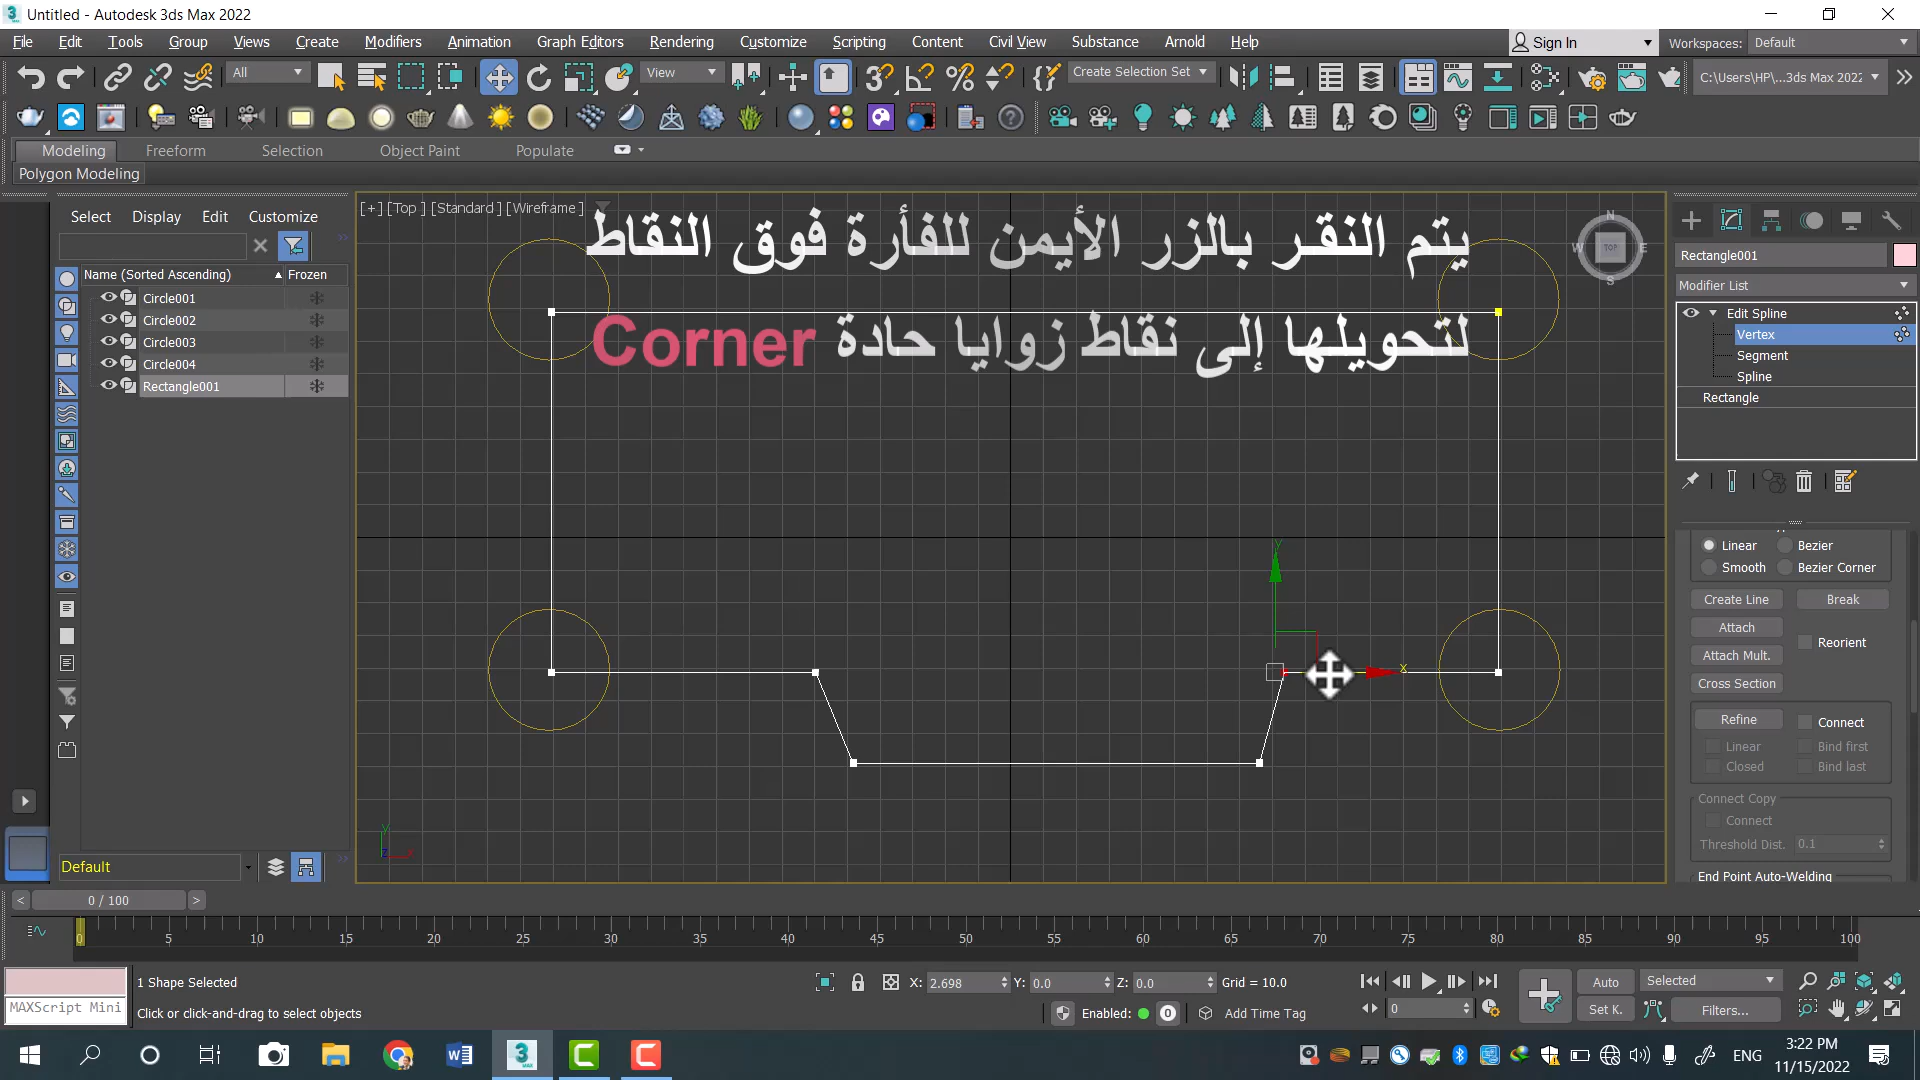 Untitled - Autodesk 3ds Max 2022
File Edit Tools Group Views Create Modifiers Animation Graph Editors Rendering Customize Scripting Content Civil View Substance Arnold Help Sign In Workspaces: Default
All View Create Selection Set C:\Users\HP\...3ds Max 2022
Modeling Freeform Selection Object Paint Populate
Polygon Modeling
Select Display Edit Customize
Name (Sorted Ascending) Frozen
Circle001
Circle002
Circle003
Circle004
Rectangle001
Default
[+] [Top ] [Standard ] [Wireframe ]
يتم النقر بالزر الأيمن للفأرة فوق النقاط
لتحويلها إلى نقاط زوايا حادة Corner
N
W TOP E
S
y
x
y
z x
Rectangle001
Modifier List
Edit Spline
Vertex
Segment
Spline
Rectangle
Linear Bezier
Smooth Bezier Corner
Create Line Break
Attach
Reorient
Attach Mult.
Cross Section
Refine Connect
Linear Bind first
Closed Bind last
Connect Copy
Connect
Threshold Dist. 0.1
End Point Auto-Welding
< 0 / 100 >
0 5 10 15 20 25 30 35 40 45 50 55 60 65 70 75 80 85 90 95 100
1 Shape Selected X: 2.698 Y: 0.0 Z: 0.0 Grid = 10.0 Auto Selected
MAXScript Mini Click or click-and-drag to select objects Enabled: 0 Add Time Tag 0 Set K. Filters...
ENG 3:22 PM
11/15/2022